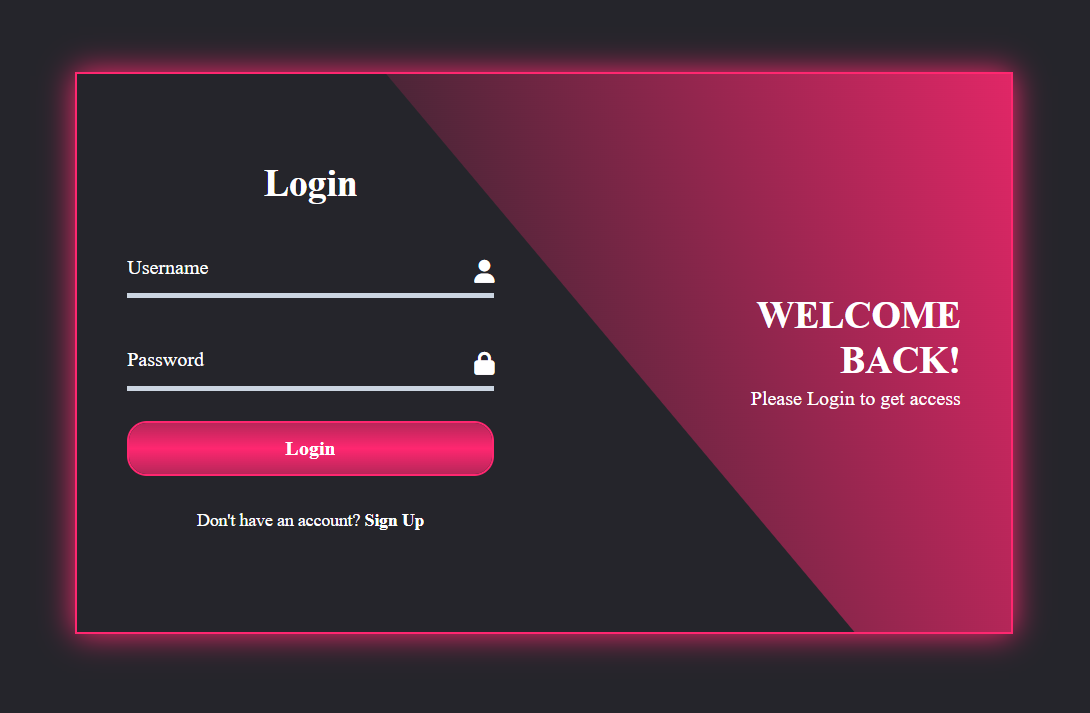 Login
Username
Password
Login
Don't have an account? Sign Up
WELCOME
BACK!
Please Login to get access